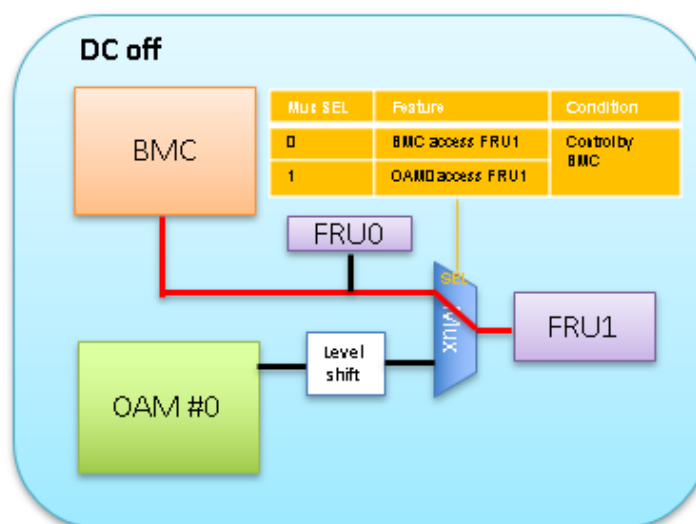 DC off
BMC
Mux SEL Feature Condition
0 BMC access FRU1 Control by
BMC
1 OAM0 access FRU1
FRU0
SEL
Mux
FRU1
Level
shift
OAM #0